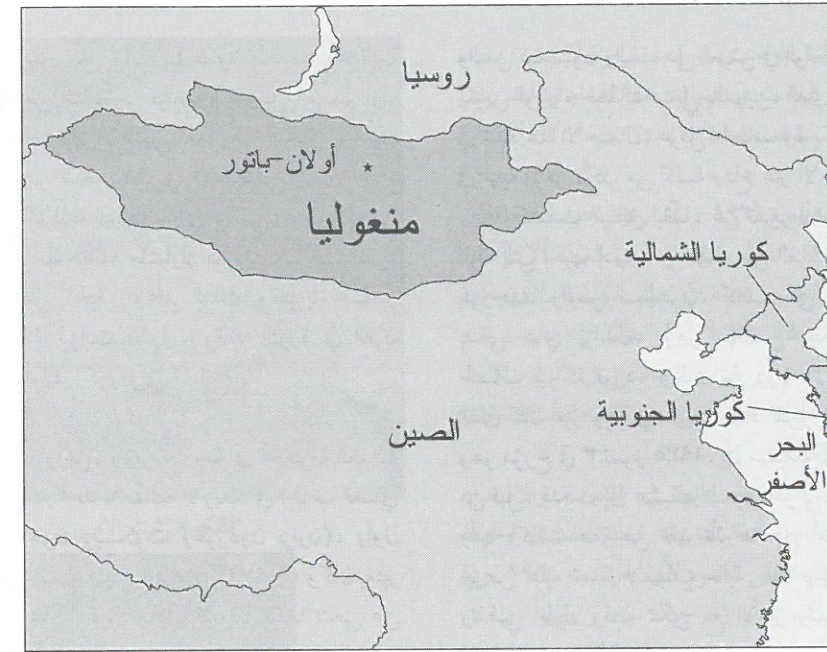 روسيا
أولان-باتور
منغوليا
كوريا الشمالية
كوريا الجنوبية
الصين
البحر
الأصفر